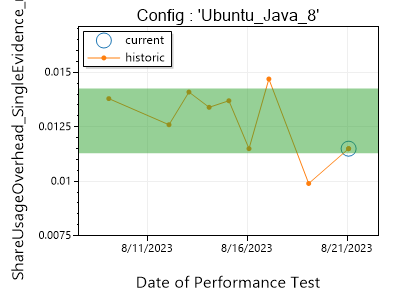 Config : 'Ubuntu_Java_8'
current
historic
ShareUsageOverhead_SingleEvidence_
0.015
0.0125
0.01
0.0075
8/11/2023
8/16/2023
8/21/2023
Date of Performance Test